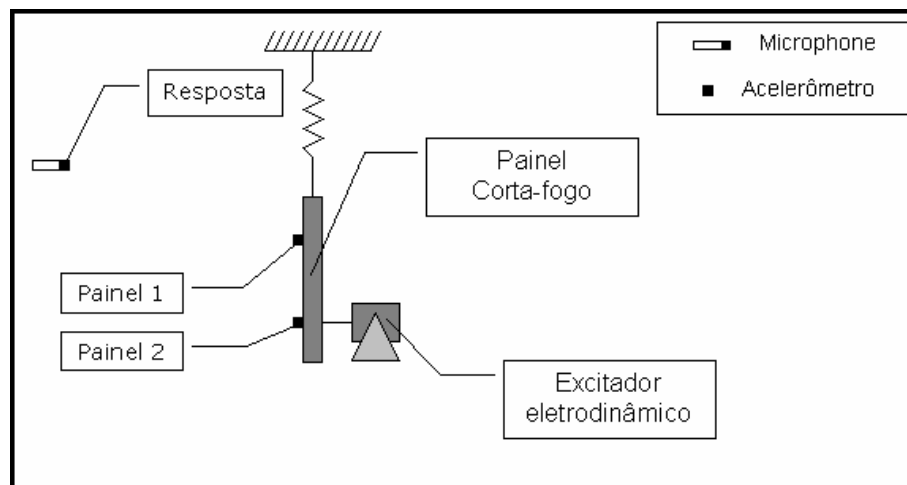 Microphone
Acelerômetro
Resposta
Painel
Corta-fogo
Painel 1
Painel 2
Excitador
eletrodinâmico